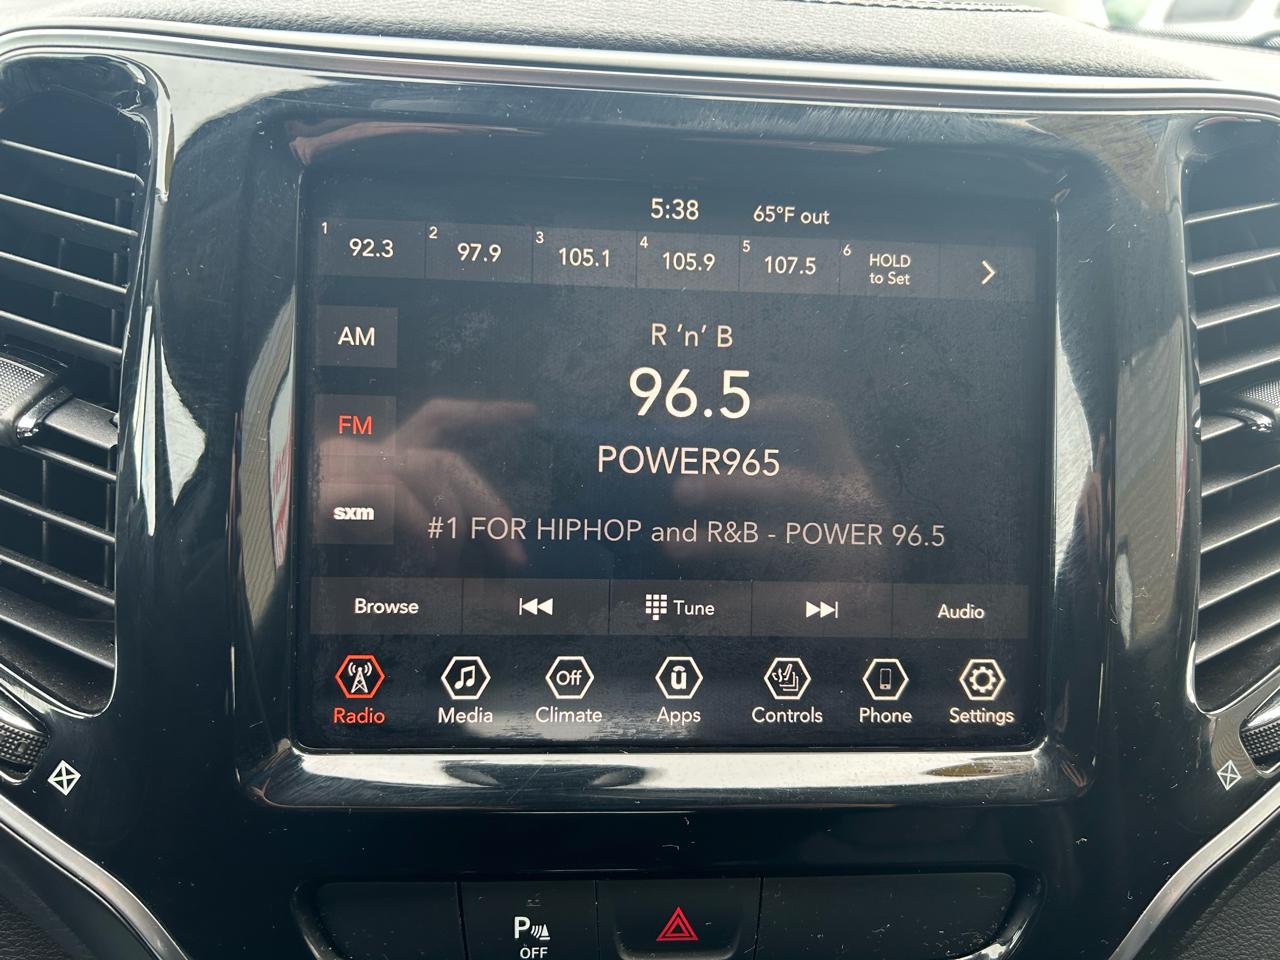 5:38 65°F out
1 92.3 2 97.9 3 105.1 4 105.9 5 107.5 6 HOLD
to Set
AM
R 'n' B
96.5
FM
POWER965
sxm
#1 FOR HIPHOP and R&B - POWER 96.5
Browse Tune Audio
Off
ū
Radio Media Climate Apps Controls Phone Settings
P
OFF